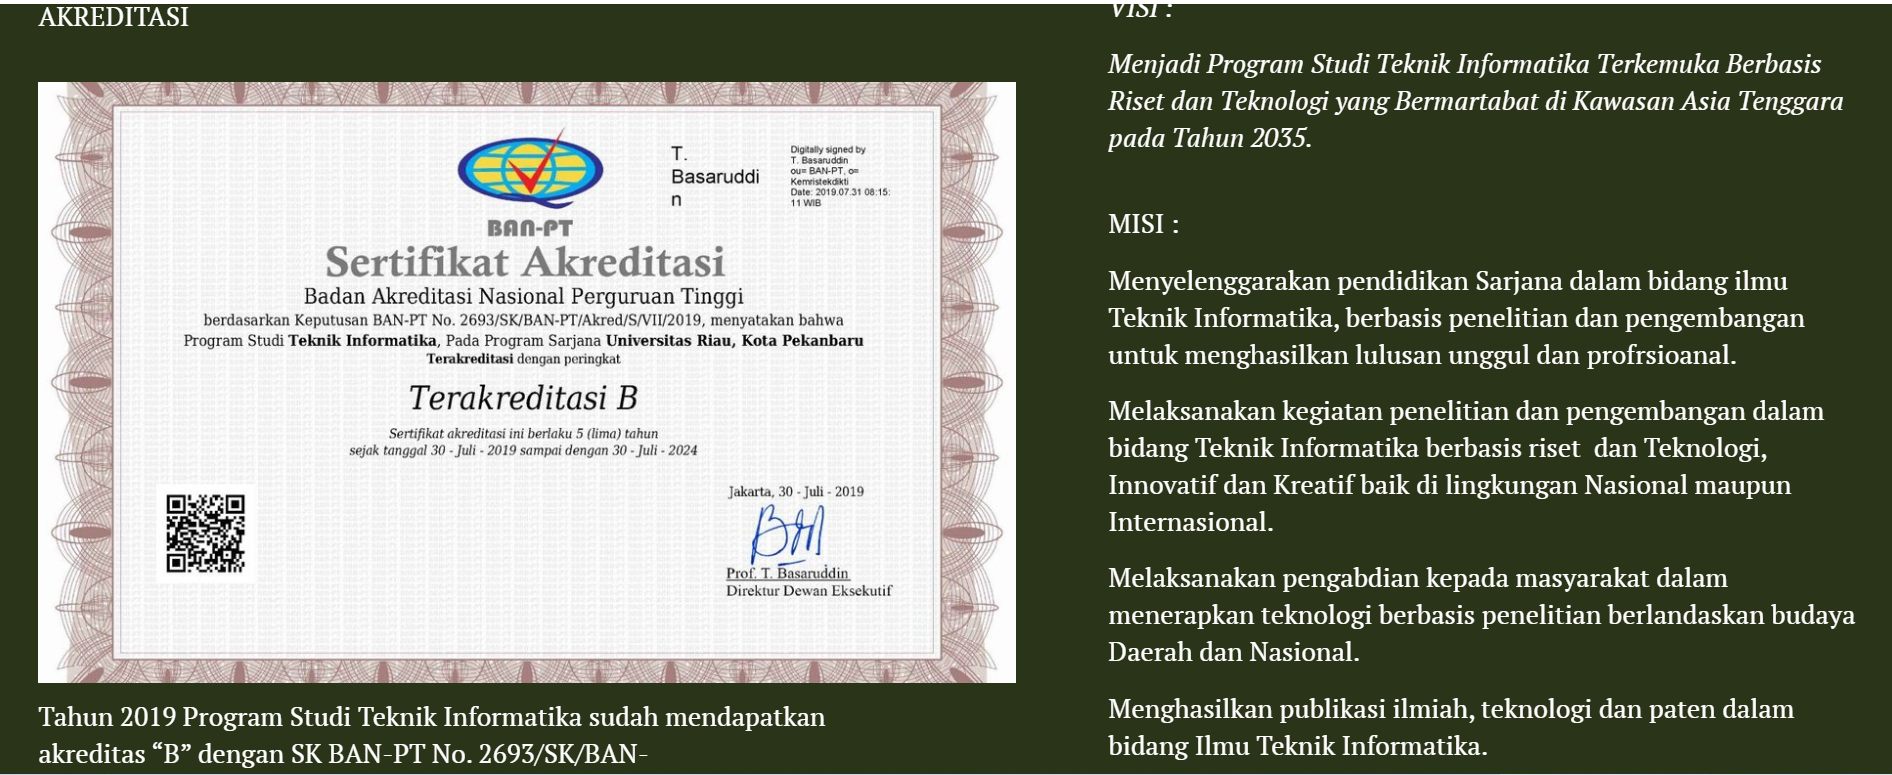 AKREDITASI
T.
Basaruddi
n
Digitally signed by
T. Basaruddin
ou= BAN-PT, o=
Kemristekdikti
Date: 2019.07.31 08:15:
11 WIB
BAN-PT
Sertifikat Akreditasi
Badan Akreditasi Nasional Perguruan Tinggi
berdasarkan Keputusan BAN-PT No. 2693/SK/BAN-PT/Akred/S/VII/2019, menyatakan bahwa
Program Studi Teknik Informatika, Pada Program Sarjana Universitas Riau, Kota Pekanbaru
Terakreditasi dengan peringkat
Terakreditasi B
Sertifikat akreditasi ini berlaku 5 (lima) tahun
sejak tanggal 30 - Juli - 2019 sampai dengan 30 - Juli - 2024
Jakarta, 30 - Juli - 2019
Prof. T. Basaruddin
Direktur Dewan Eksekutif
Tahun 2019 Program Studi Teknik Informatika sudah mendapatkan
akreditas “B” dengan SK BAN-PT No. 2693/SK/BAN-
VISI :
Menjadi Program Studi Teknik Informatika Terkemuka Berbasis
Riset dan Teknologi yang Bermartabat di Kawasan Asia Tenggara
pada Tahun 2035.
MISI :
Menyelenggarakan pendidikan Sarjana dalam bidang ilmu
Teknik Informatika, berbasis penelitian dan pengembangan
untuk menghasilkan lulusan unggul dan profrsioanal.
Melaksanakan kegiatan penelitian dan pengembangan dalam
bidang Teknik Informatika berbasis riset  dan Teknologi,
Innovatif dan Kreatif baik di lingkungan Nasional maupun
Internasional.
Melaksanakan pengabdian kepada masyarakat dalam
menerapkan teknologi berbasis penelitian berlandaskan budaya
Daerah dan Nasional.
Menghasilkan publikasi ilmiah, teknologi dan paten dalam
bidang Ilmu Teknik Informatika.